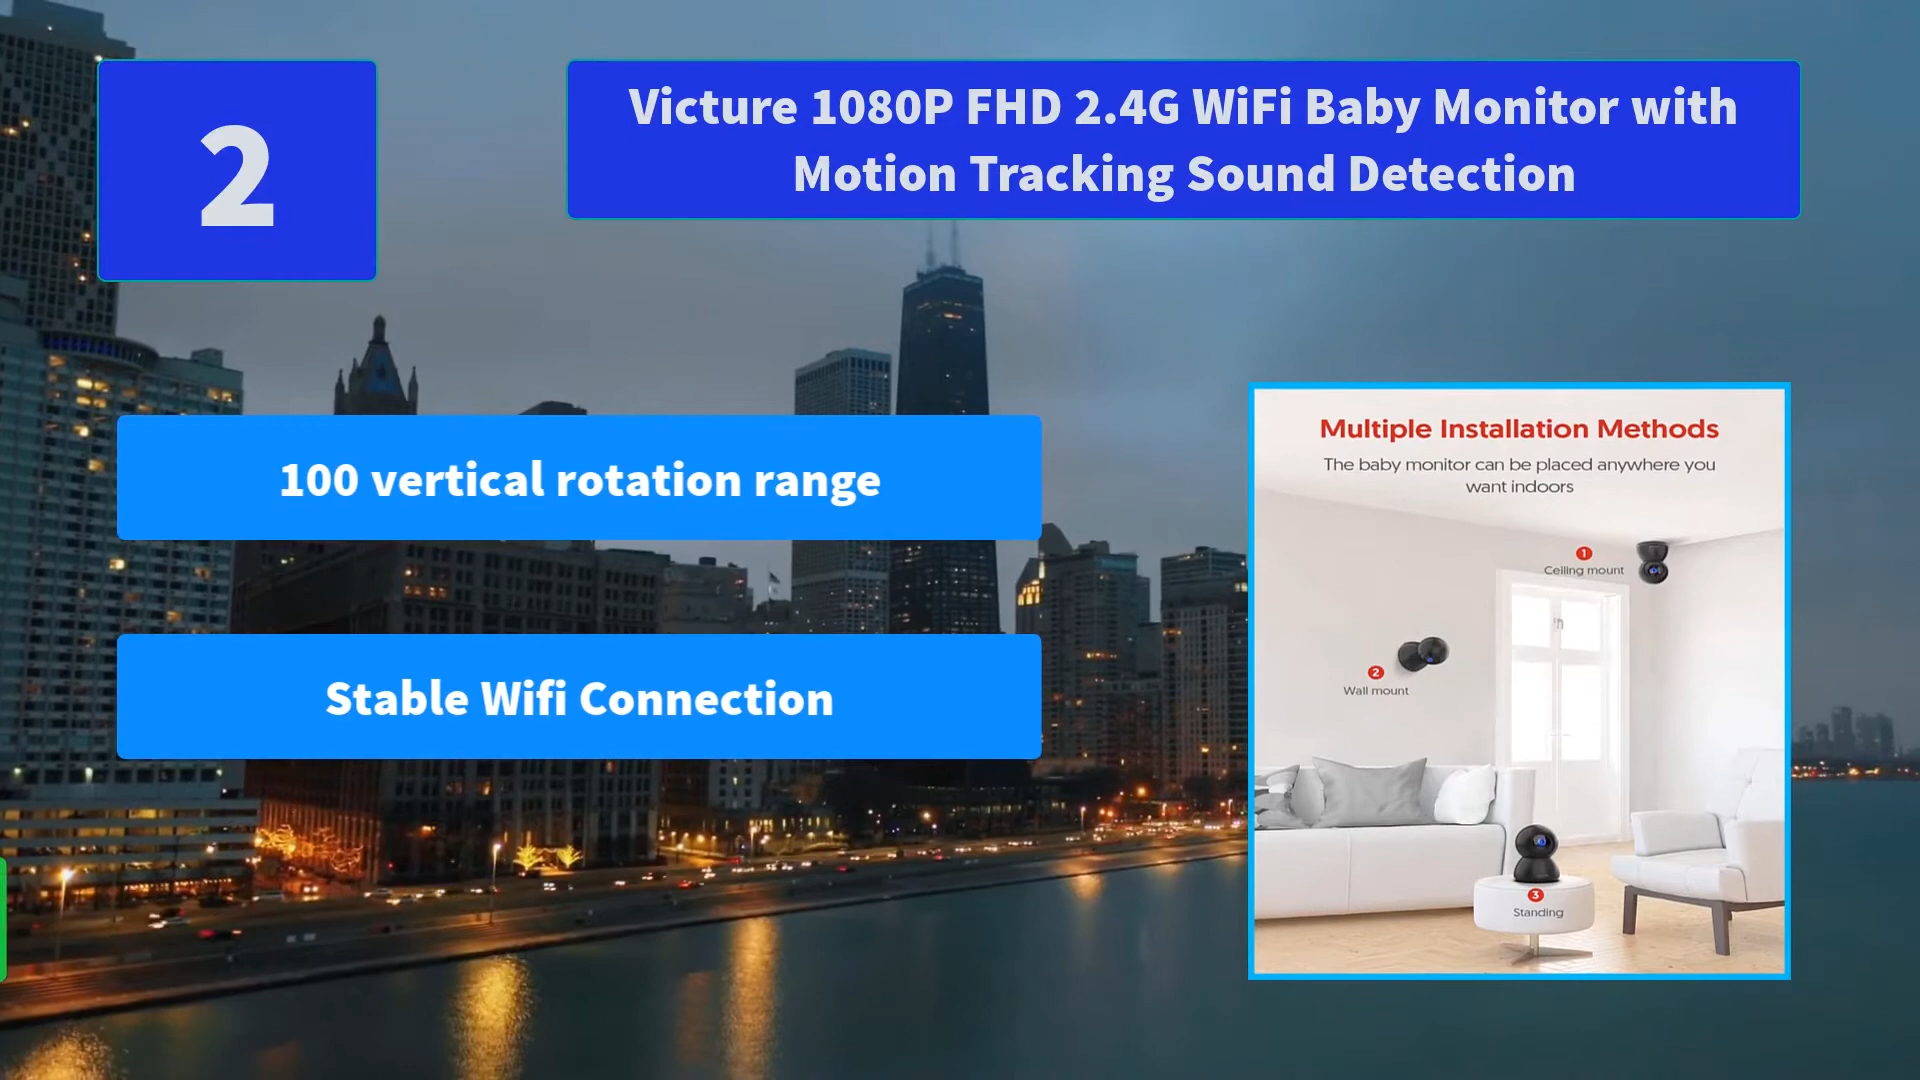 2
Victure 1080P FHD 2.4G WiFi Baby Monitor with
Motion Tracking Sound Detection
100 vertical rotation range
Stable Wifi Connection
Multiple Installation Methods
The baby monitor can be placed anywhere you
want indoors
1
Ceiling mount
2
Wall mount
3
Standing